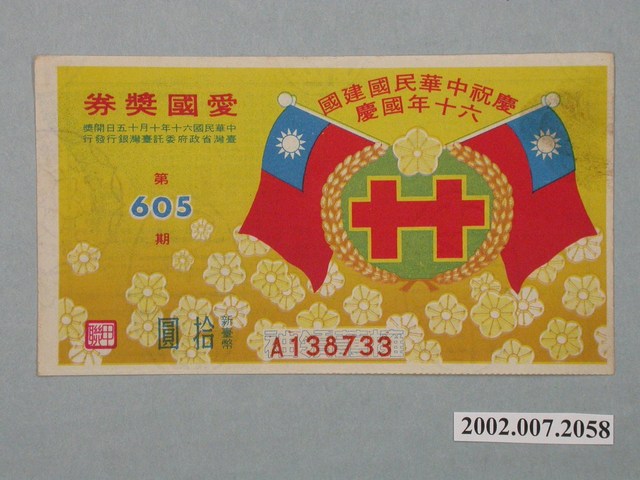 慶祝中華民國建國
六十年國慶
愛國獎券
中華民國六十年十月十五日開獎
臺灣省政府委託臺灣銀行發行
第
605
期
新臺幣
拾圓
甲聯
A138733
2002.007.2058